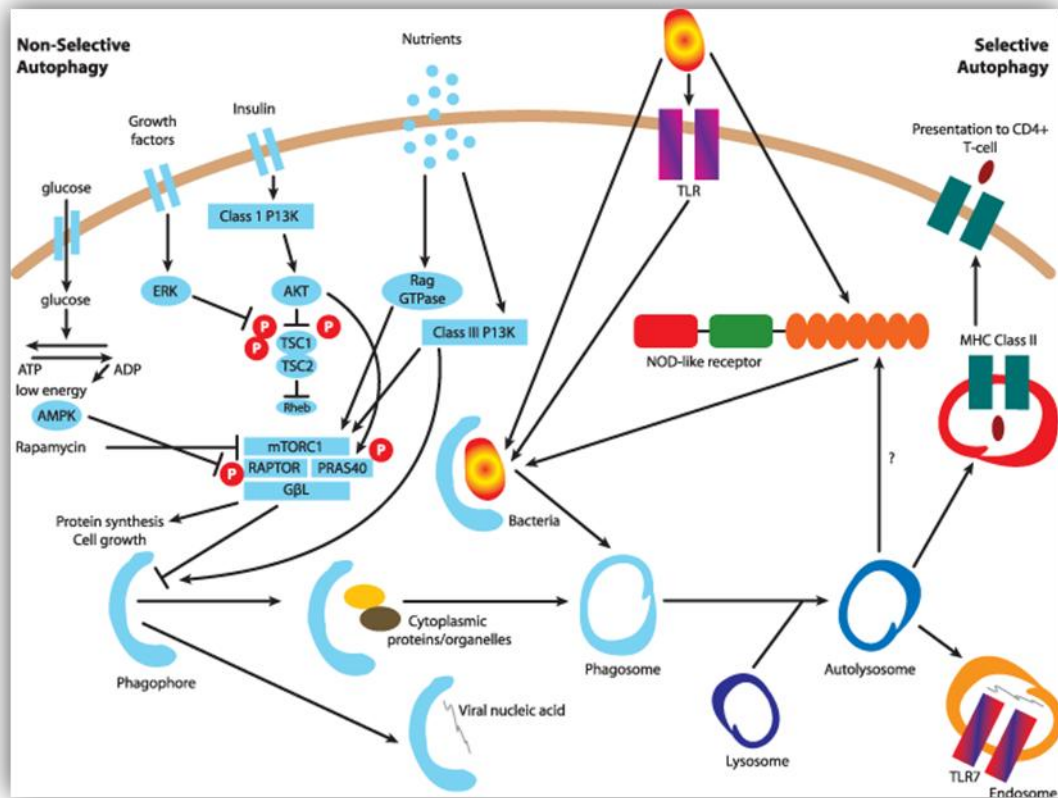 Non-Selective
Autophagy
Nutrients
Selective
Autophagy
Growth
factors
Insulin
Presentation to CD4+
T-cell
glucose
TLR
Class 1 P13K
glucose
ERK
AKT
Rag
GTPase
P
P
P
TSC1
TSC2
Class III P13K
NOD-like receptor
MHC Class II
ATP
ADP
low energy
AMPK
Rheb
Rapamycin
mTORC1
P
P
RAPTOR
PRAS40
GβL
?
Bacteria
Protein synthesis
Cell growth
Cytoplasmic
proteins/organelles
Phagophore
Phagosome
Autolysosome
Viral nucleic acid
Lysosome
TLR7
Endosome